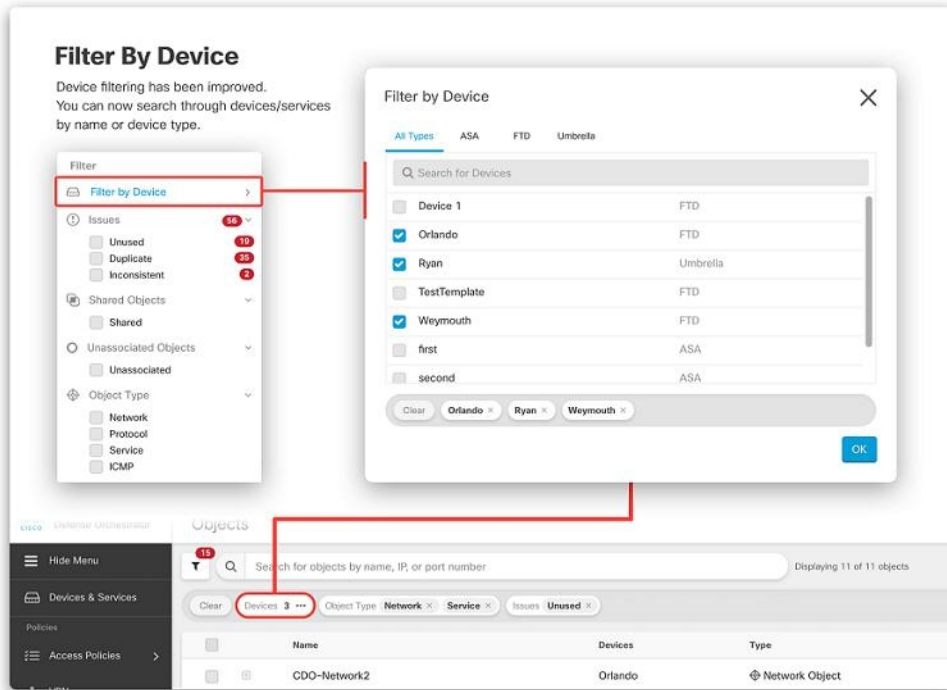 Filter By Device
Device filtering has been improved.
You can now search through devices/services
by name or device type.
Filter
Filter by Device
Issues 56
Unused 19
Duplicate 35
Inconsistent 2
Shared Objects
Shared
Unassociated Objects
Unassociated
Object Type
Network
Protocol
Service
ICMP
Filter by Device
All Types ASA FTD Umbrella
Search for Devices
Device 1 FTD
Orlando FTD
Ryan Umbrella
TestTemplate FTD
Weymouth FTD
first ASA
second ASA
Clear Orlando × Ryan × Weymouth ×
OK
CISCO Defense Orchestrator
Objects
Hide Menu
Devices & Services
Policies
Access Policies
15
Search for objects by name, IP, or port number
Displaying 11 of 11 objects
Clear Devices 3 ••• Object Type Network × Service × Issues Unused ×
Name Devices Type
CDO-Network2 Orlando Network Object